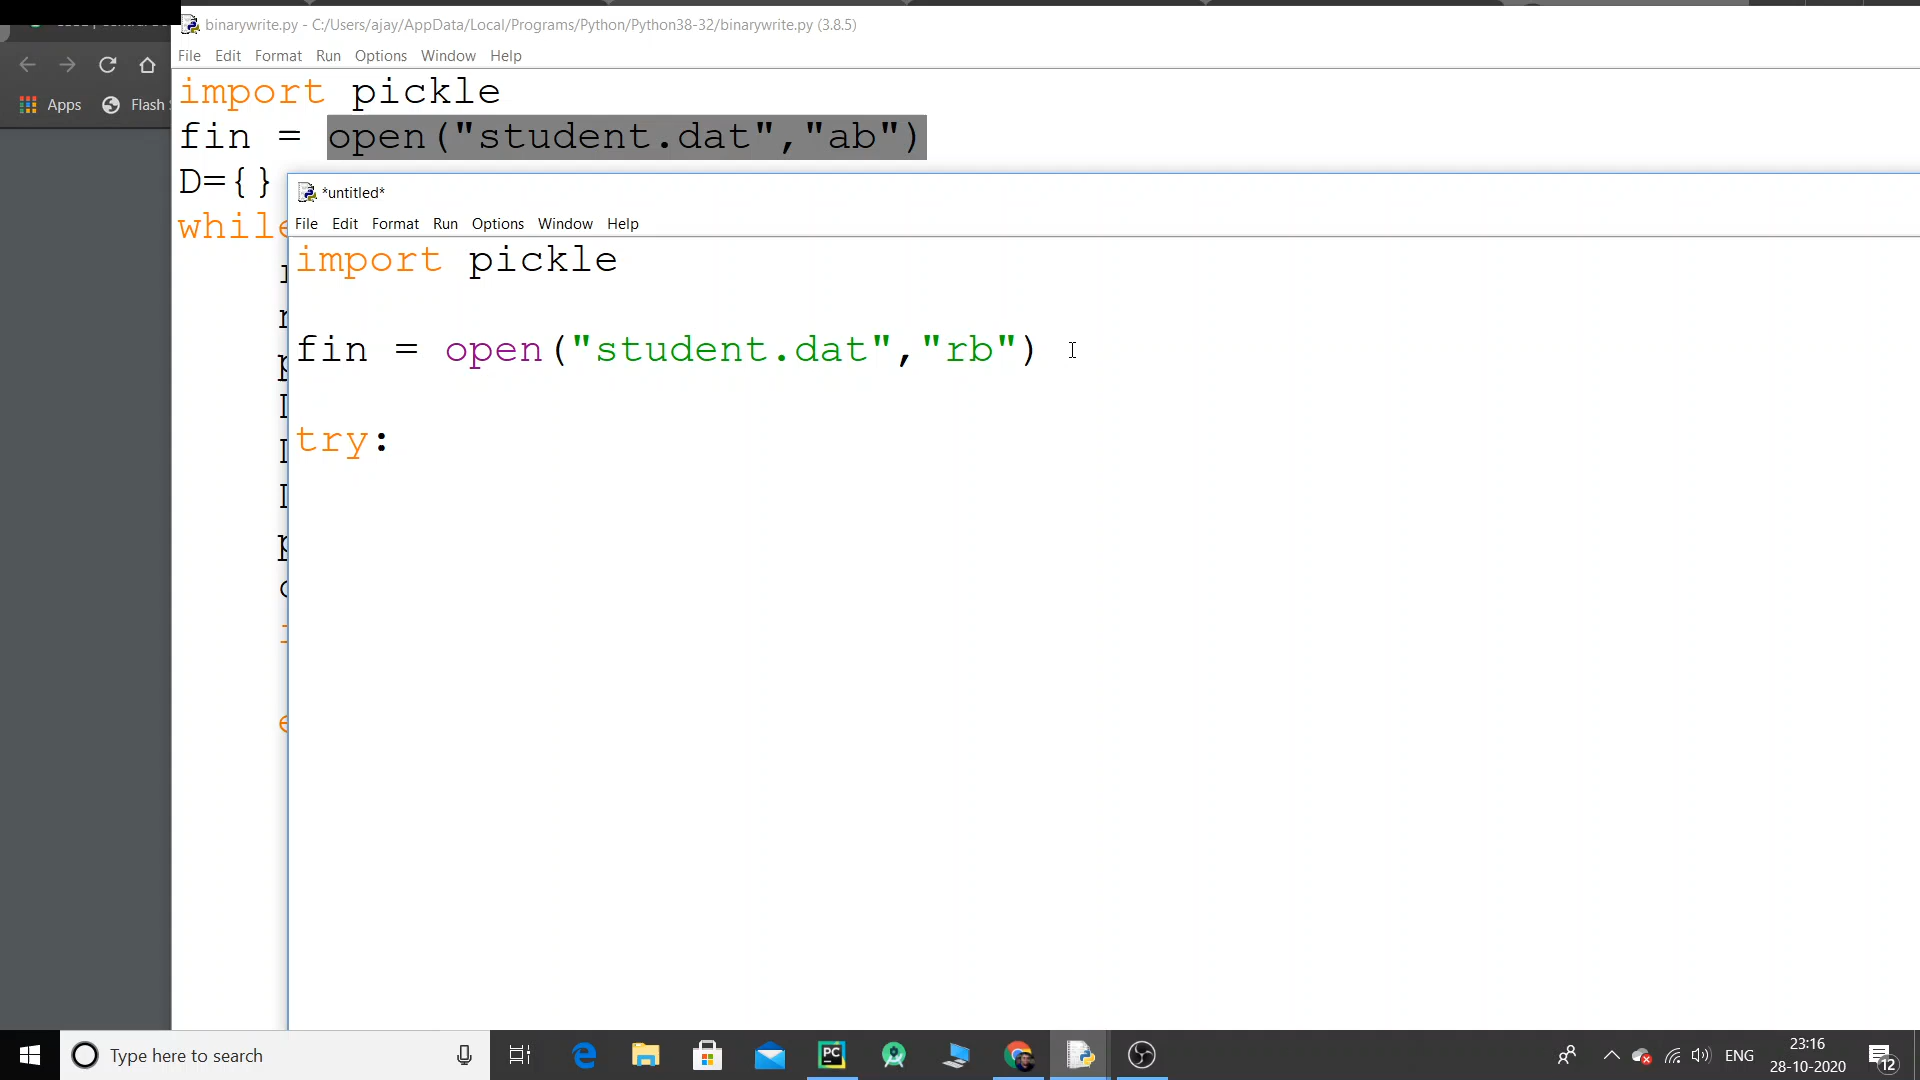 binarywrite.py - C:/Users/ajay/AppData/Local/Programs/Python/Python38-32/binarywrite.py (3.8.5)
File Edit Format Run Options Window Help
Apps Flash
import pickle
fin = open("student.dat","ab")
D={}
while
*untitled*
File Edit Format Run Options Window Help
import pickle
fin = open("student.dat","rb")
try:
Type here to search
PC
ENG
23:16
28-10-2020
12